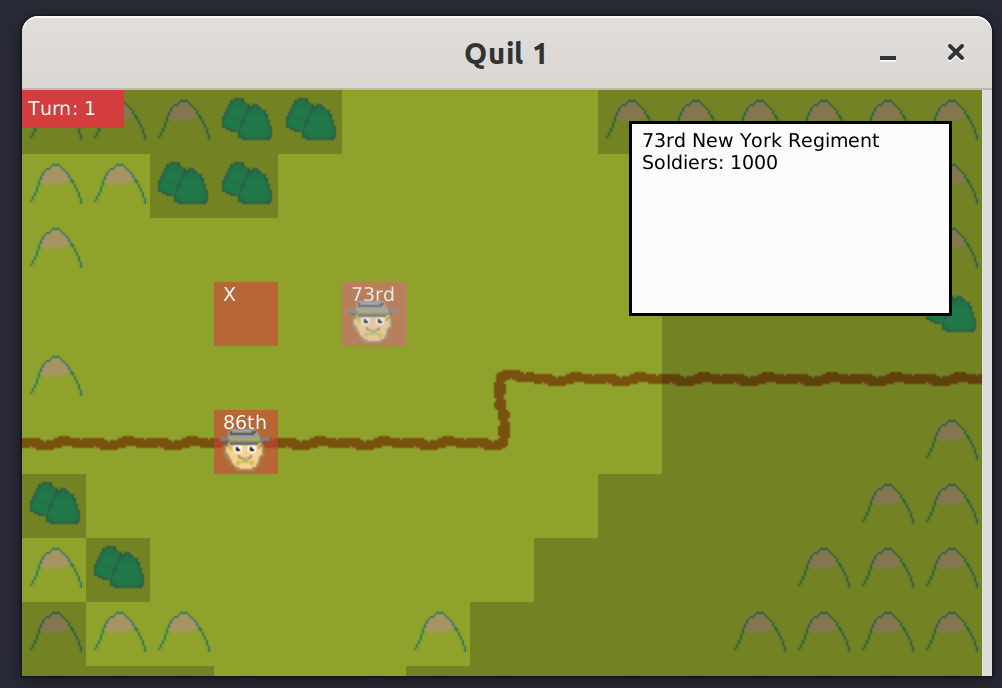 Quil 1
Turn: 1
73rd New York Regiment
Soldiers: 1000
X
73rd
86th